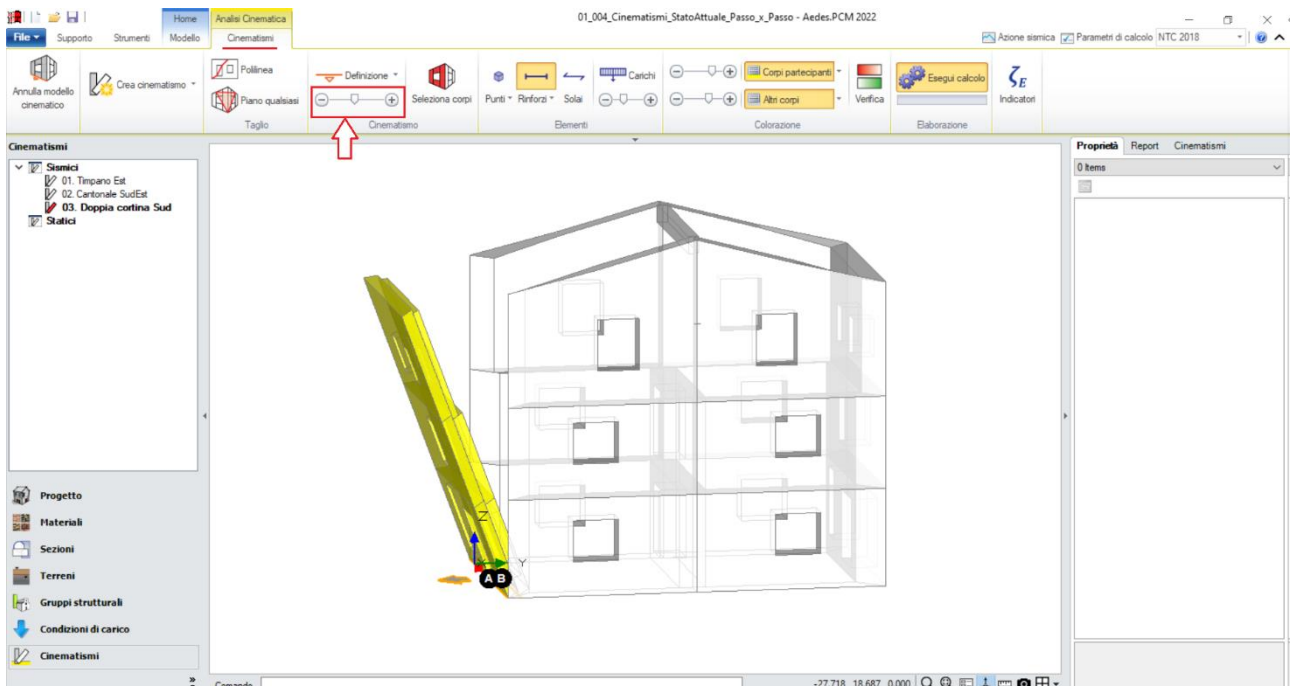 01_004_Cinematismi_StatoAttuale_Passo_x_Passo - Aedes.PCM 2022
Home
Analisi Cinematica
File
Supporto
Strumenti
Modello
Cinematismi
Azione sismica
Parametri di calcolo
NTC 2018
Annulla modello
cinematico
Crea cinematismo
Polilinea
Piano qualsiasi
Taglio
Definizione
Seleziona corpi
Cinematismo
Punti
Rinforzi
Solai
Carichi
Elementi
Corpi partecipanti
Altri corpi
Verifica
Colorazione
Esegui calcolo
Elaborazione
ζE
Indicatori
Cinematismi
Sismici
01. Timpano Est
02. Cantonale SudEst
03. Doppia cortina Sud
Statici
Progetto
Materiali
Sezioni
Terreni
Gruppi strutturali
Condizioni di carico
Cinematismi
Z
Y
A B
Proprietà
Report
Cinematismi
0 Items
Comando
-27.718 18.687 0.000